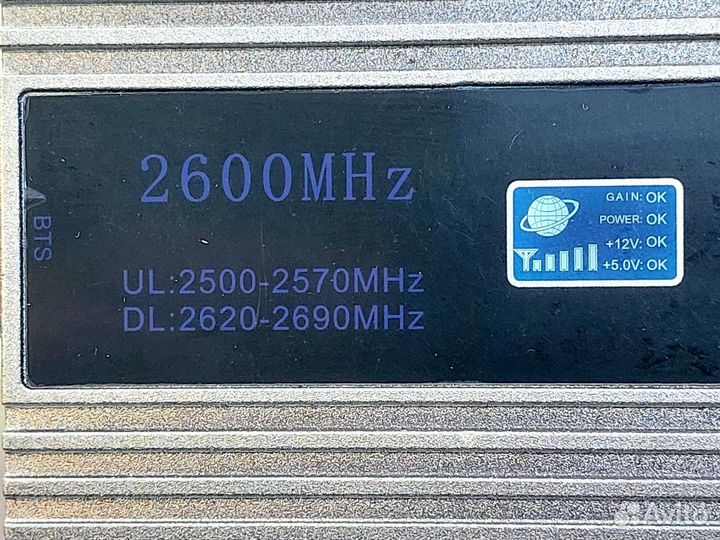 2600MHz
BTS
UL:2500-2570MHz
DL:2620-2690MHz
GAIN: OK
POWER: OK
+12V: OK
+5.0V: OK
Avito